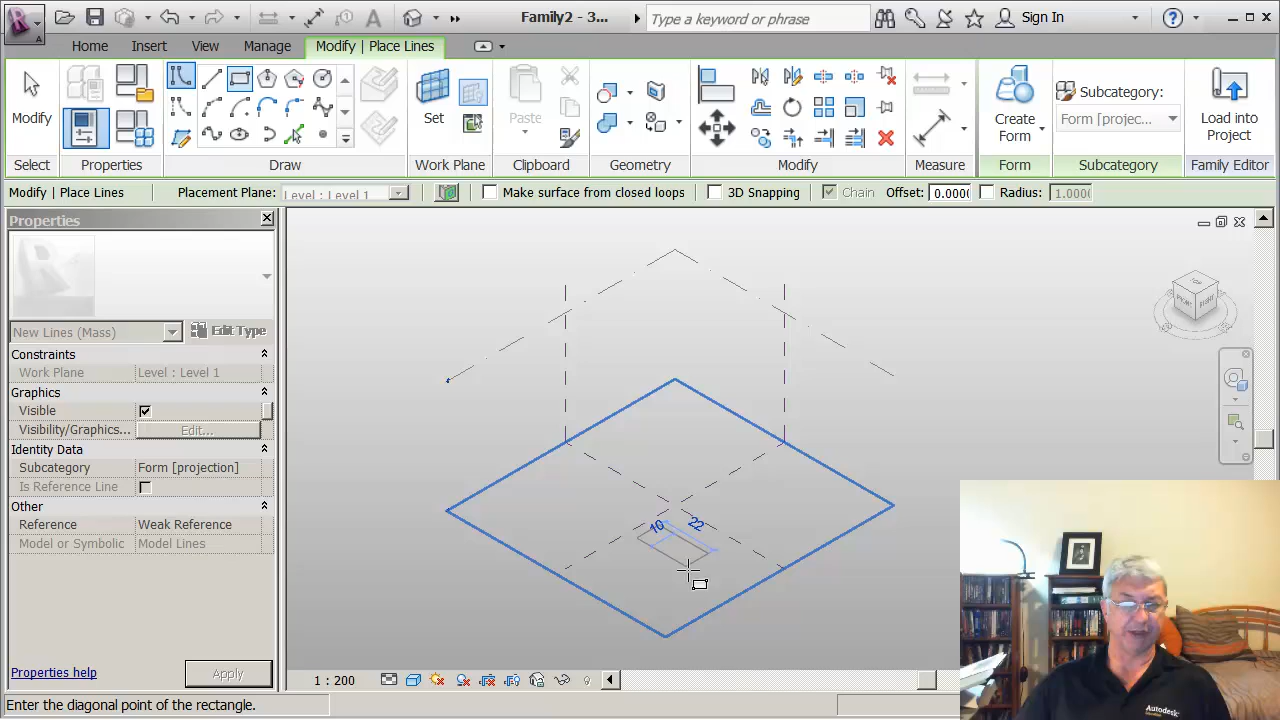 Family2 - 3...
Type a keyword or phrase
Sign In
Home
Insert
View
Manage
Modify | Place Lines
Modify
Set
Paste
Create
Form
Subcategory:
Form [projec...
Load into
Project
Select
Properties
Draw
Work Plane
Clipboard
Geometry
Modify
Measure
Form
Subcategory
Family Editor
Modify | Place Lines
Placement Plane:
Level : Level 1
Make surface from closed loops
3D Snapping
Chain
Offset:
0.0000
Radius:
1.0000
Properties
New Lines (Mass)
Edit Type
Constraints
Work Plane
Level : Level 1
Graphics
Visible
Visibility/Graphics...
Edit...
Identity Data
Subcategory
Form [projection]
Is Reference Line
Other
Reference
Weak Reference
Model or Symbolic
Model Lines
Properties help
Apply
TOP
FRONT
RIGHT
10
22
1 : 200
Enter the diagonal point of the rectangle.
Autodesk